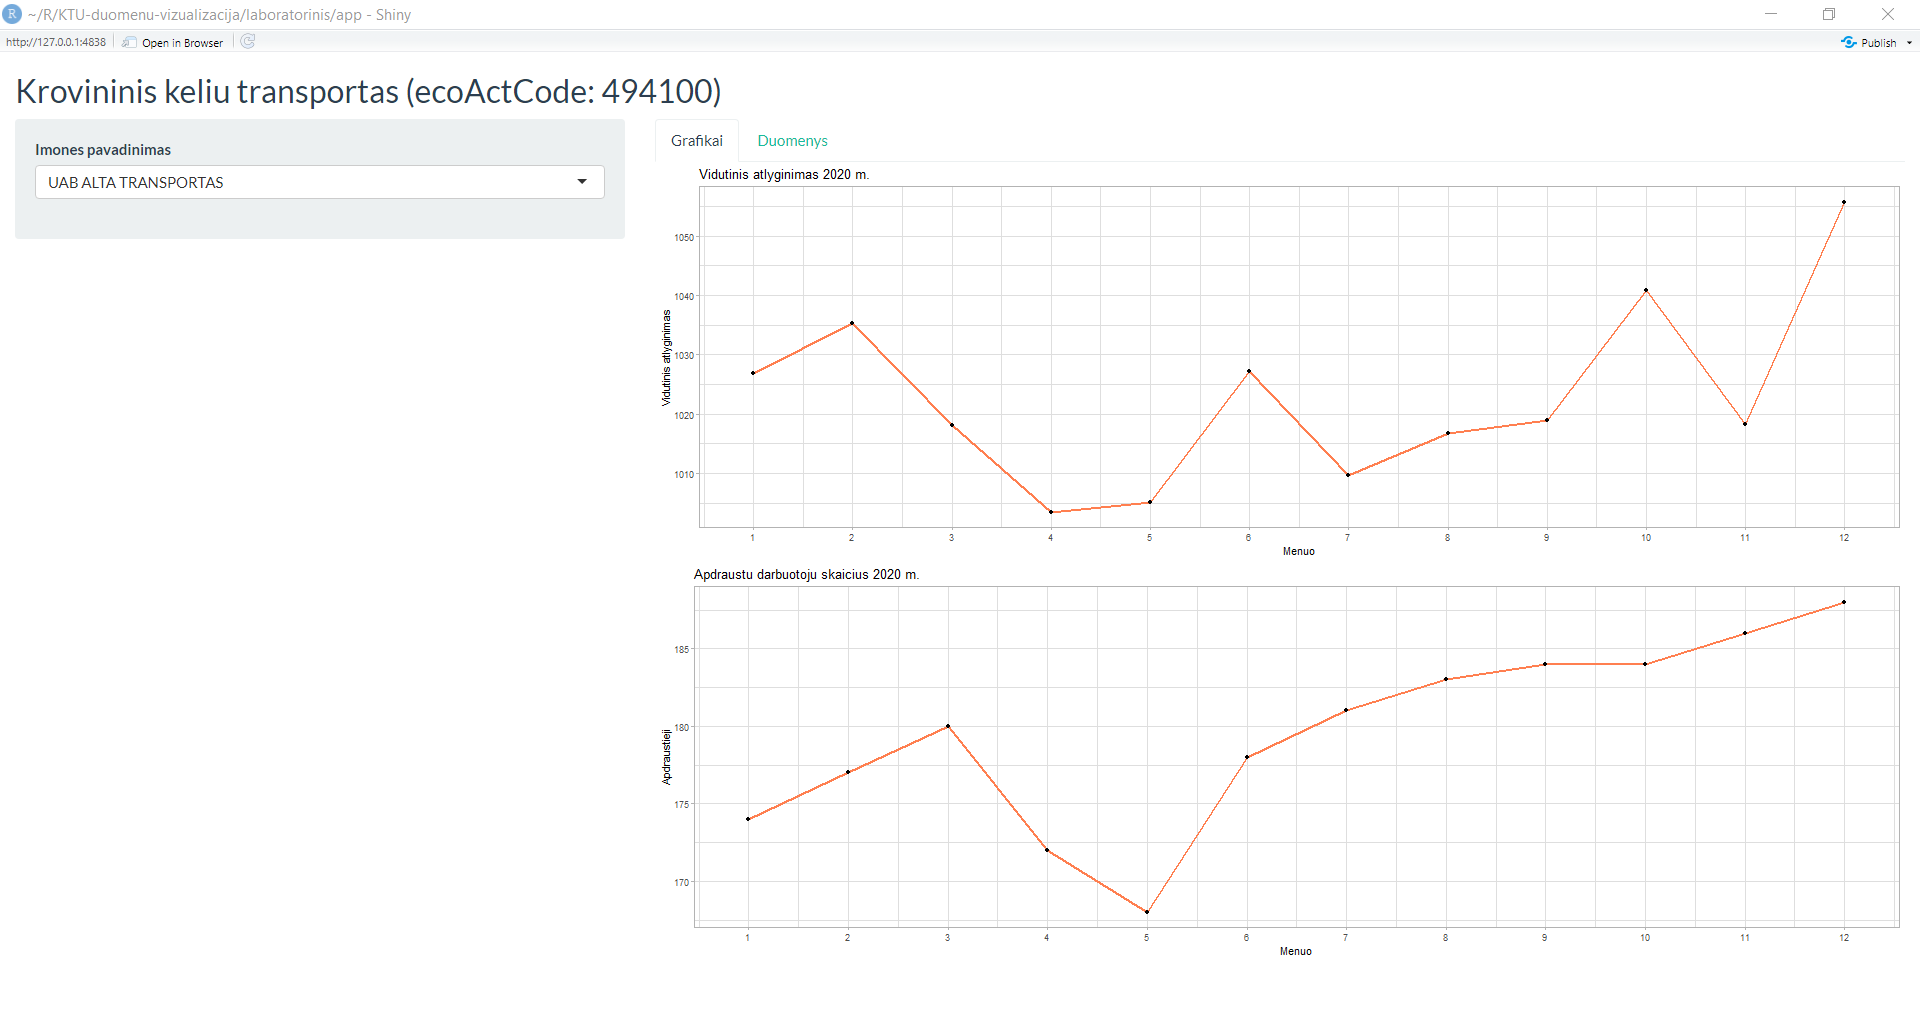 R ~/R/KTU-duomenu-vizualizacija/laboratorinis/app - Shiny
http://127.0.0.1:4838 Open in Browser Publish
Krovininis keliu transportas (ecoActCode: 494100)
Imones pavadinimas
UAB ALTA TRANSPORTAS
Grafikai Duomenys
Vidutinis atlyginimas 2020 m.
Vidutinis atlyginimas
1050
1040
1030
1020
1010
1 2 3 4 5 6 7 8 9 10 11 12
Menuo
Apdraustu darbuotoju skaicius 2020 m.
Apdraustieji
185
180
175
170
1 2 3 4 5 6 7 8 9 10 11 12
Menuo